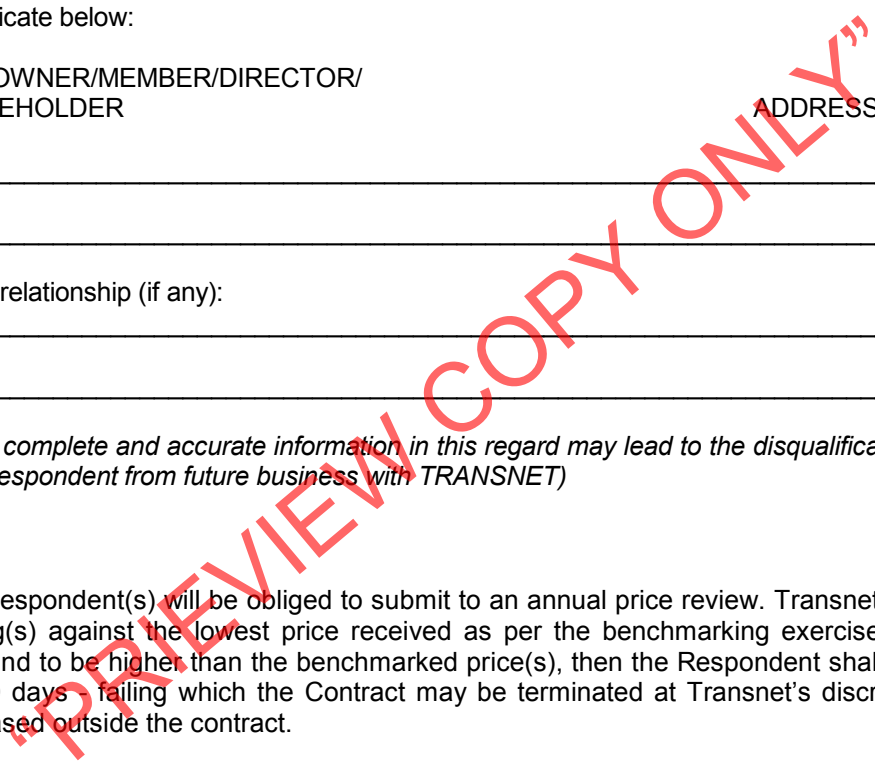 icate below:
OWNER/MEMBER/DIRECTOR/
EHOLDER ADDRESS
relationship (if any):
complete and accurate information in this regard may lead to the disqualifica
espondent from future business with TRANSNET)
espondent(s) will be obliged to submit to an annual price review. Transnet
g(s) against the lowest price received as per the benchmarking exercise
nd to be higher than the benchmarked price(s), then the Respondent shal
days - failing which the Contract may be terminated at Transnet's discr
ased outside the contract.
“PRIEVIEW COPY ONLY”